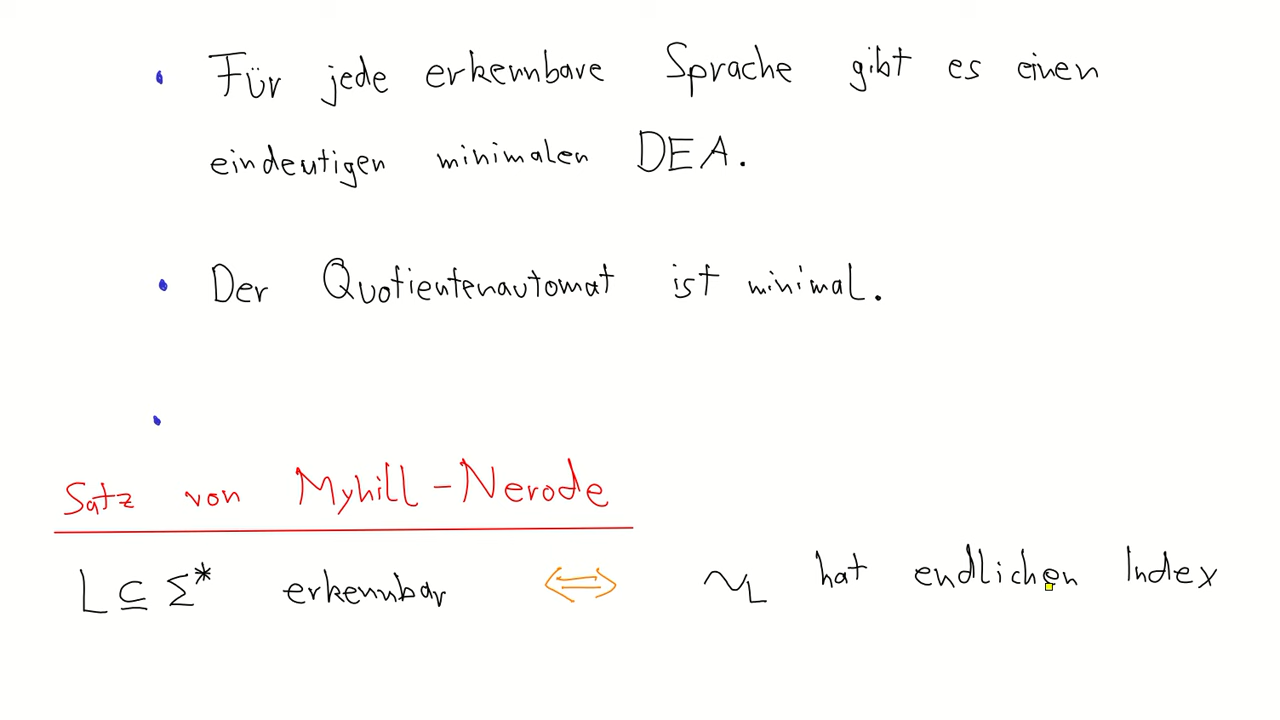 • Für jede erkennbare Sprache gibt es einen
eindeutigen minimalen DEA.
• Der Quotientenautomat ist minimal.
•
Satz von Myhill-Nerode
L ⊆ Σ* erkennbar ⇔ ~L hat endlichen Index